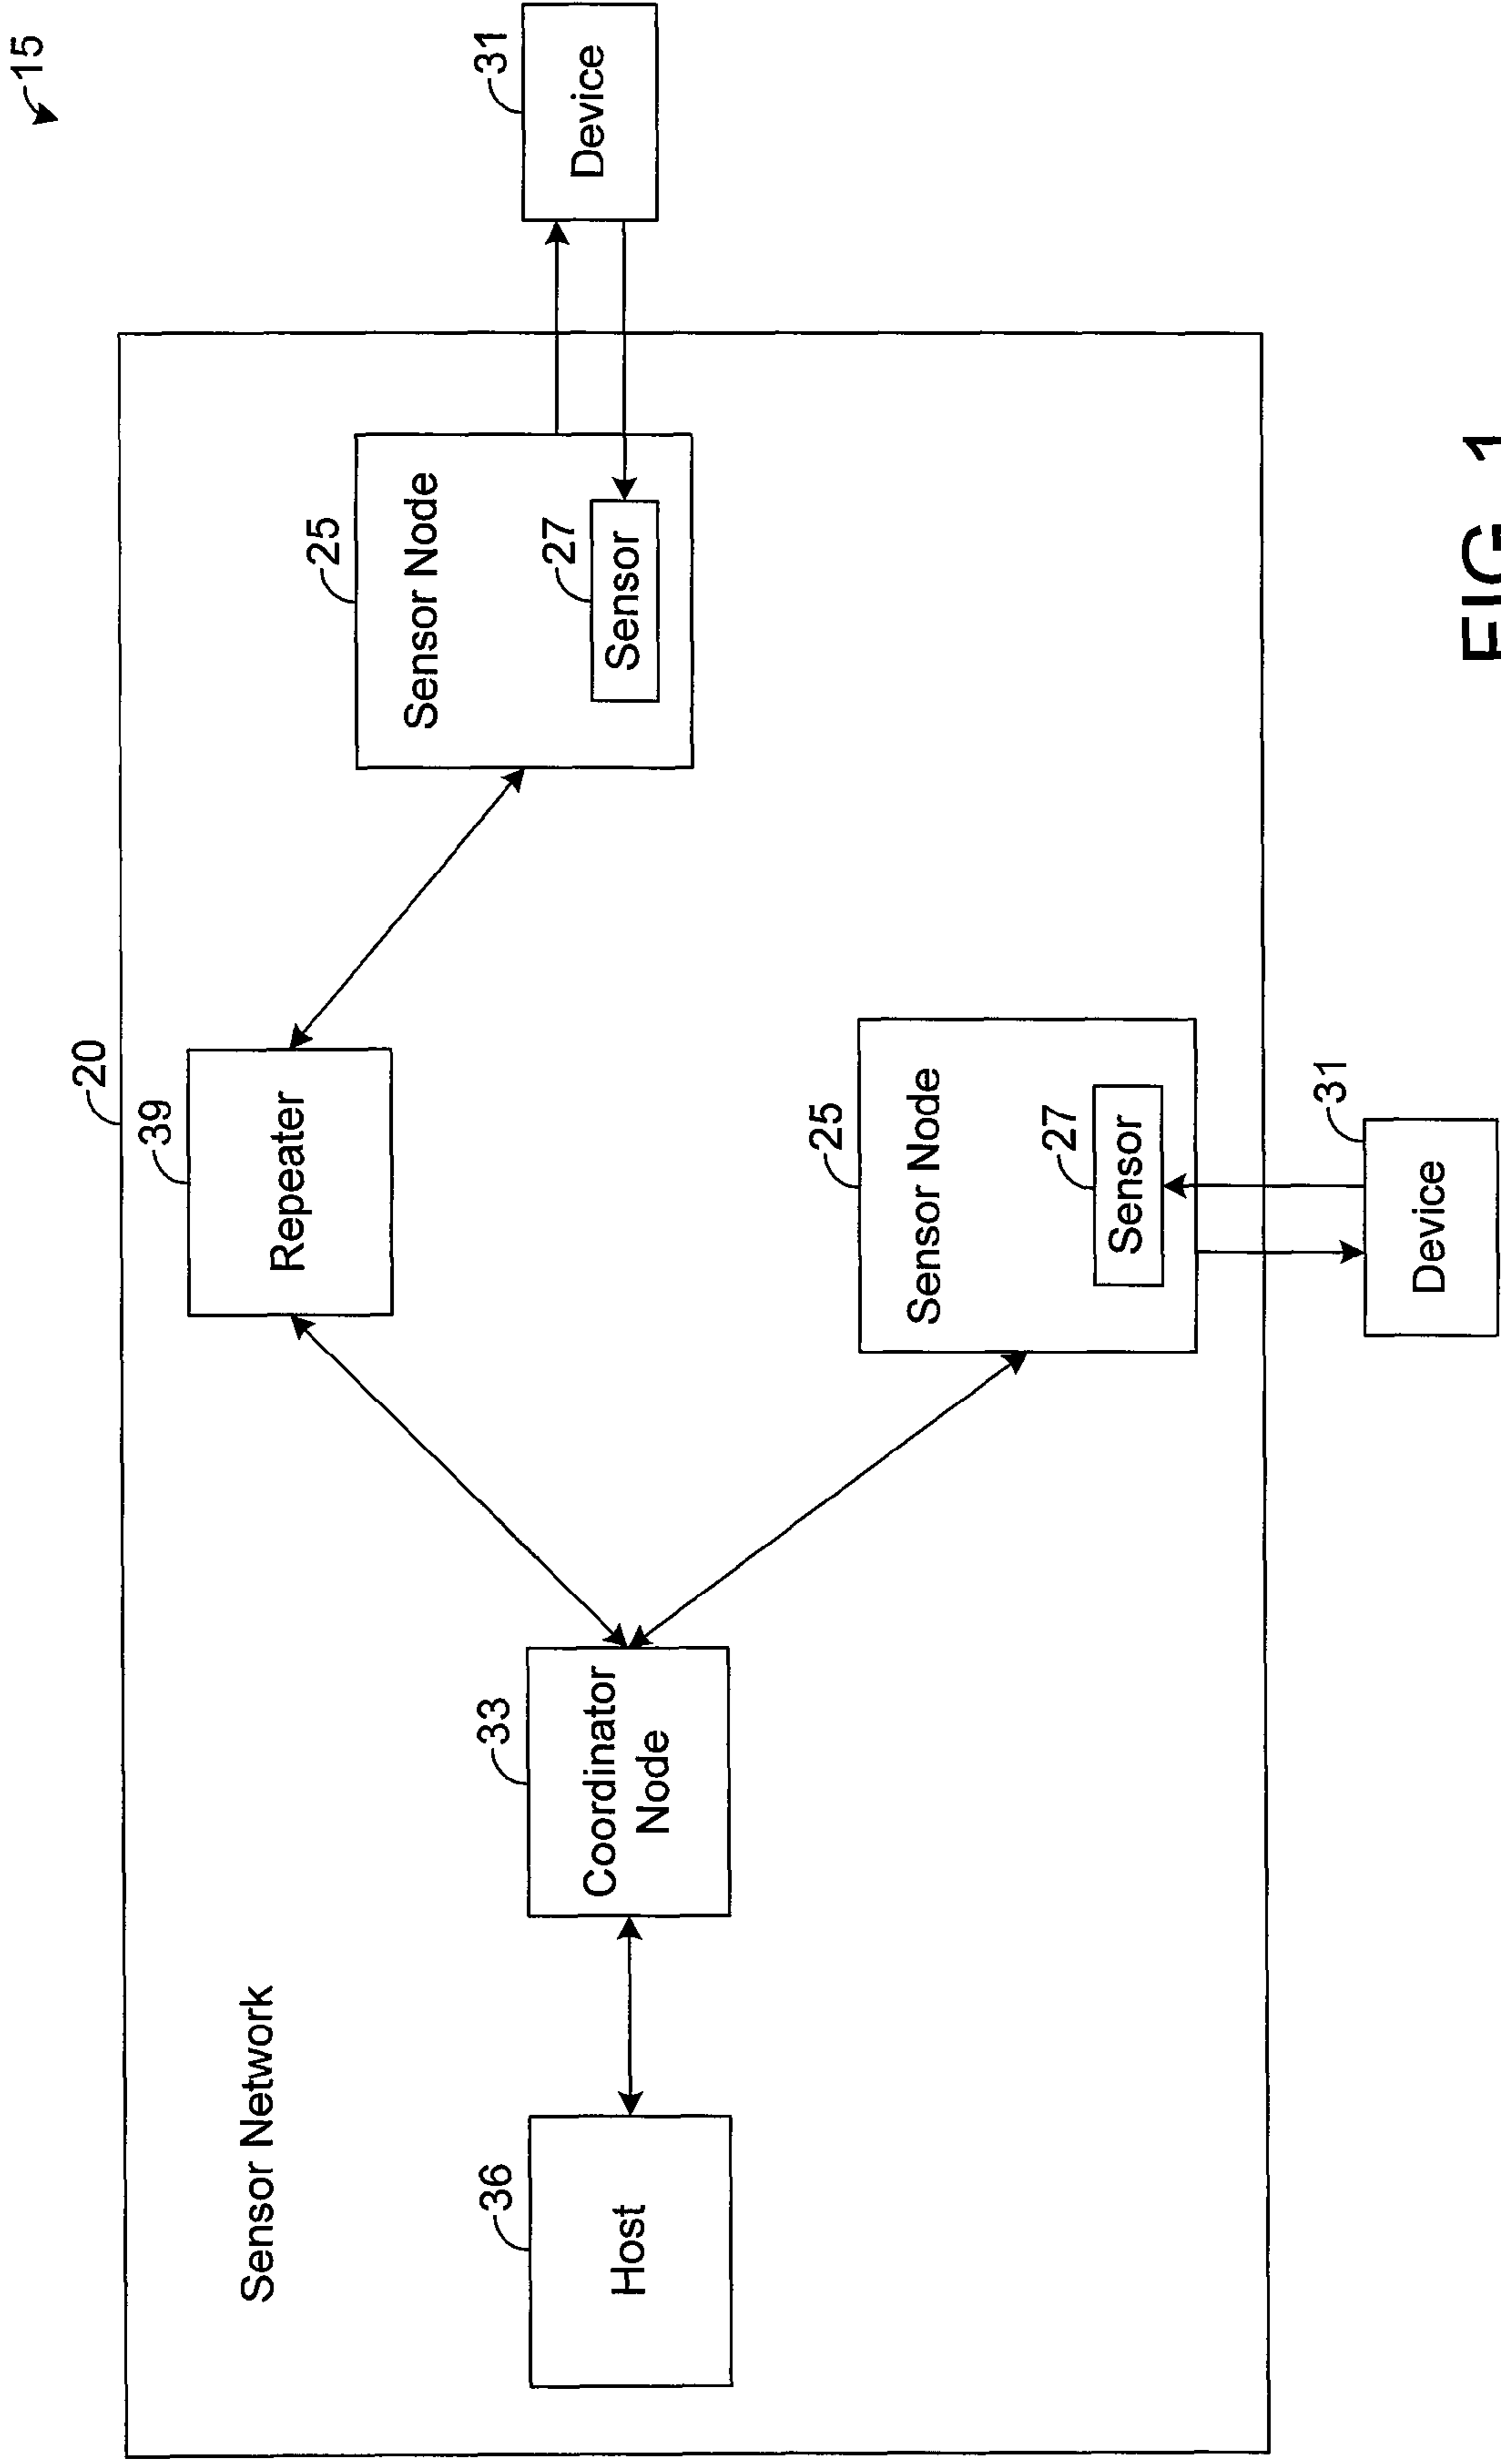 15
20
Sensor Network
39
Repeater
25
Sensor Node
27
Sensor
31
Device
36
Host
33
Coordinator
Node
25
Sensor Node
27
Sensor
31
Device
FIG. 1